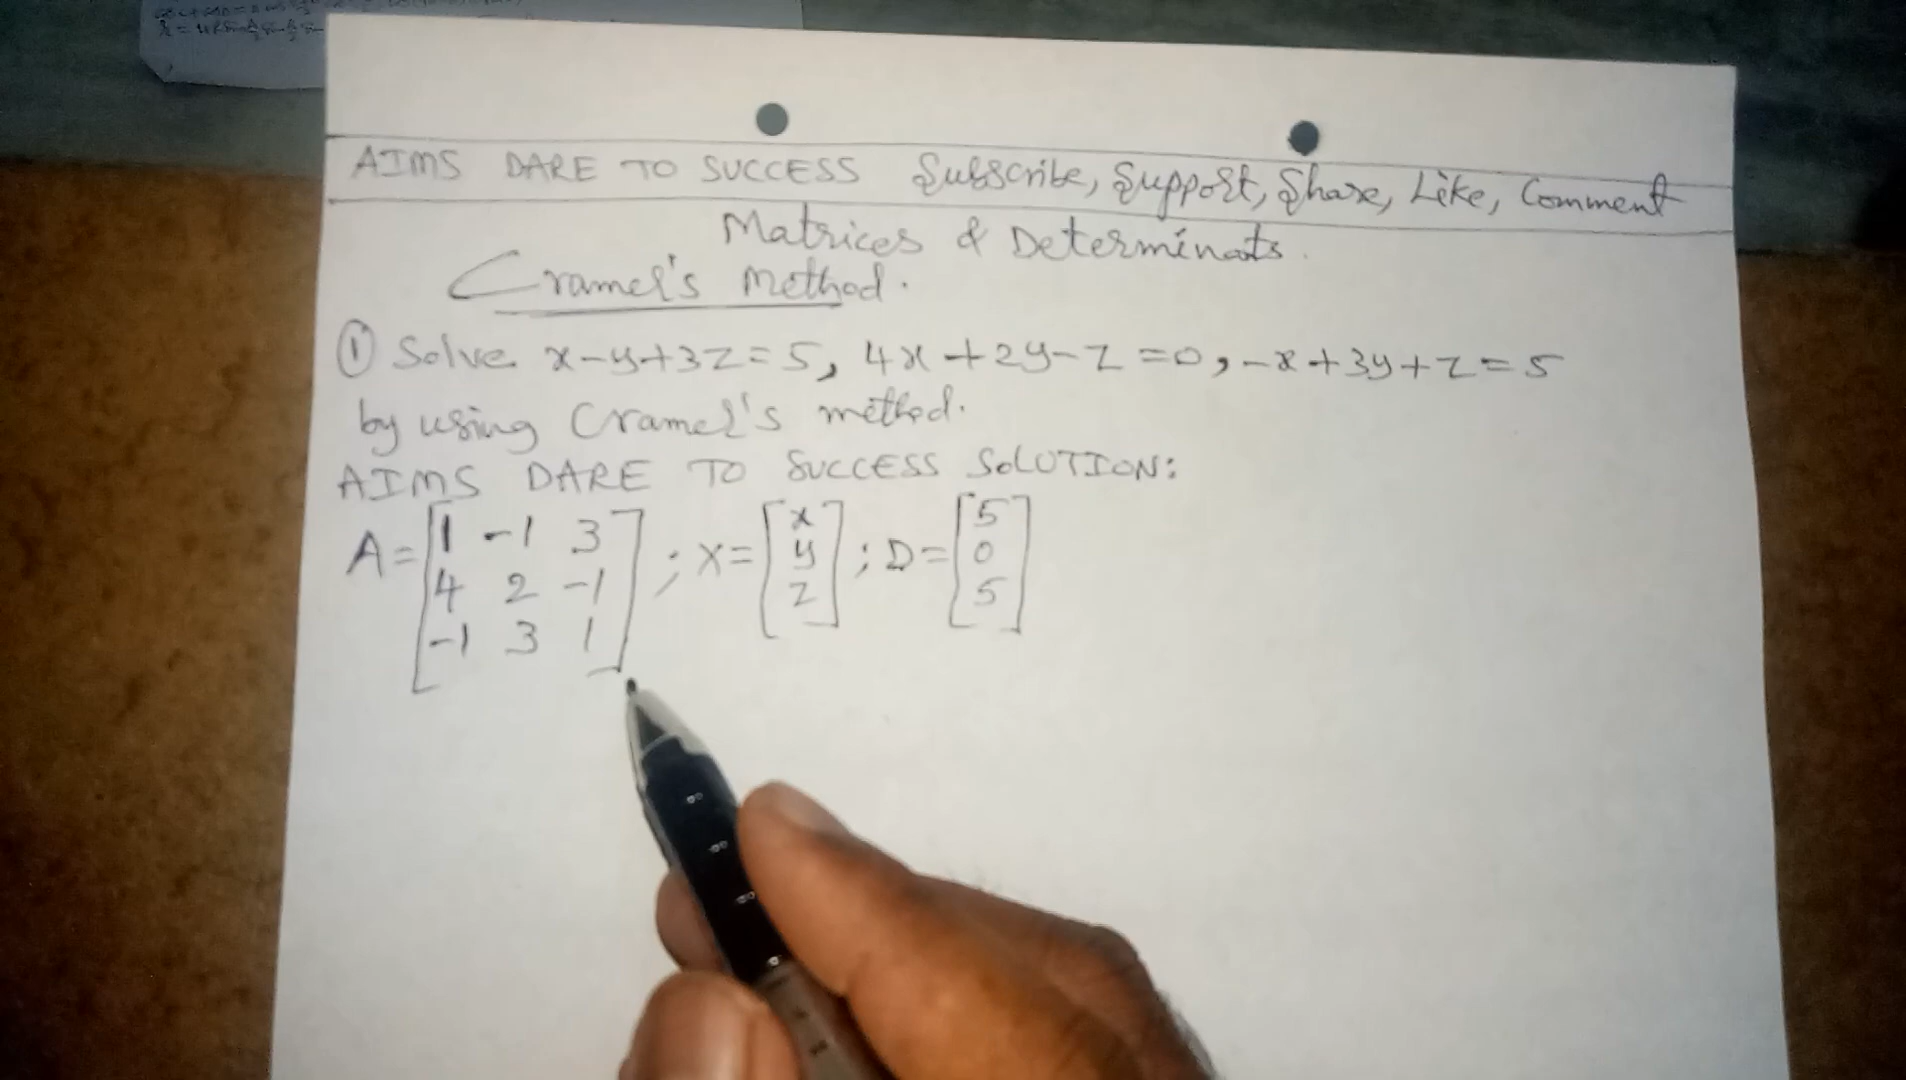 AIMS DARE TO SUCCESS Subscribe, Support, Share, Like, Comment
Matrices & Determinats.
Cramer's Method.
① Solve x-y+3z=5, 4x+2y-z=0, -x+3y+z=5
by using Cramer's method.
AIMS DARE TO SUCCESS SOLUTION:
A=[1 -1 3; X=[x; D=[5
4 2 -1 y 0
-1 3 1] z] 5]